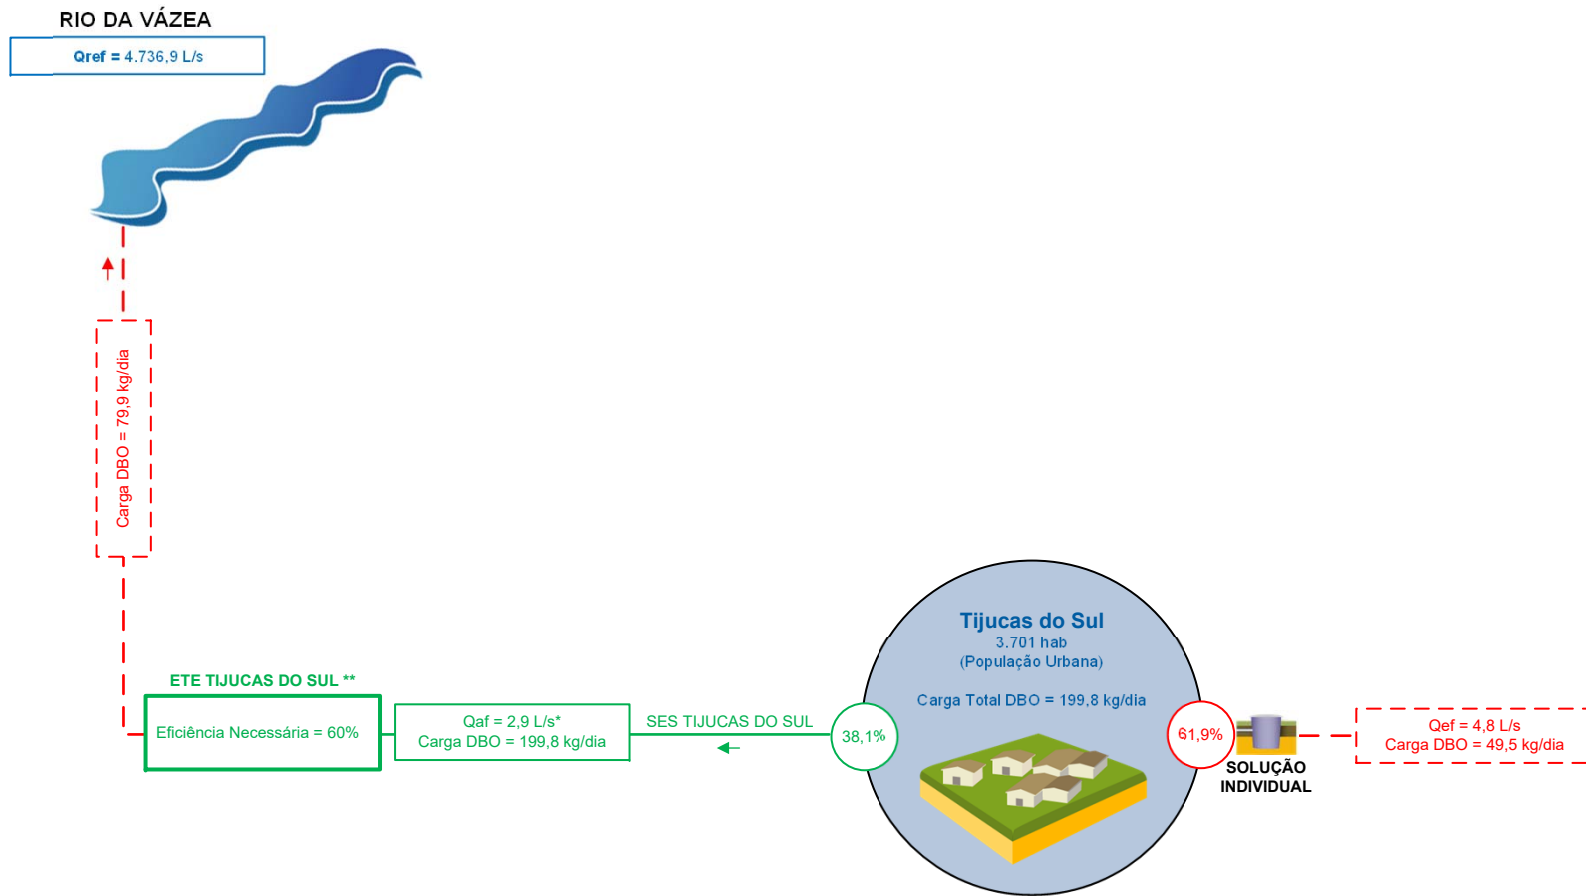 RIO DA VÁZEA
Qref = 4.736,9 L/s
Carga DBO = 79,9 kg/dia
ETE TIJUCAS DO SUL **
Eficiência Necessária = 60%
Qaf = 2,9 L/s*
Carga DBO = 199,8 kg/dia
SES TIJUCAS DO SUL
38,1%
Tijucas do Sul
3.701 hab
(População Urbana)
Carga Total DBO = 199,8 kg/dia
61,9%
SOLUÇÃO
INDIVIDUAL
Qef = 4,8 L/s
Carga DBO = 49,5 kg/dia